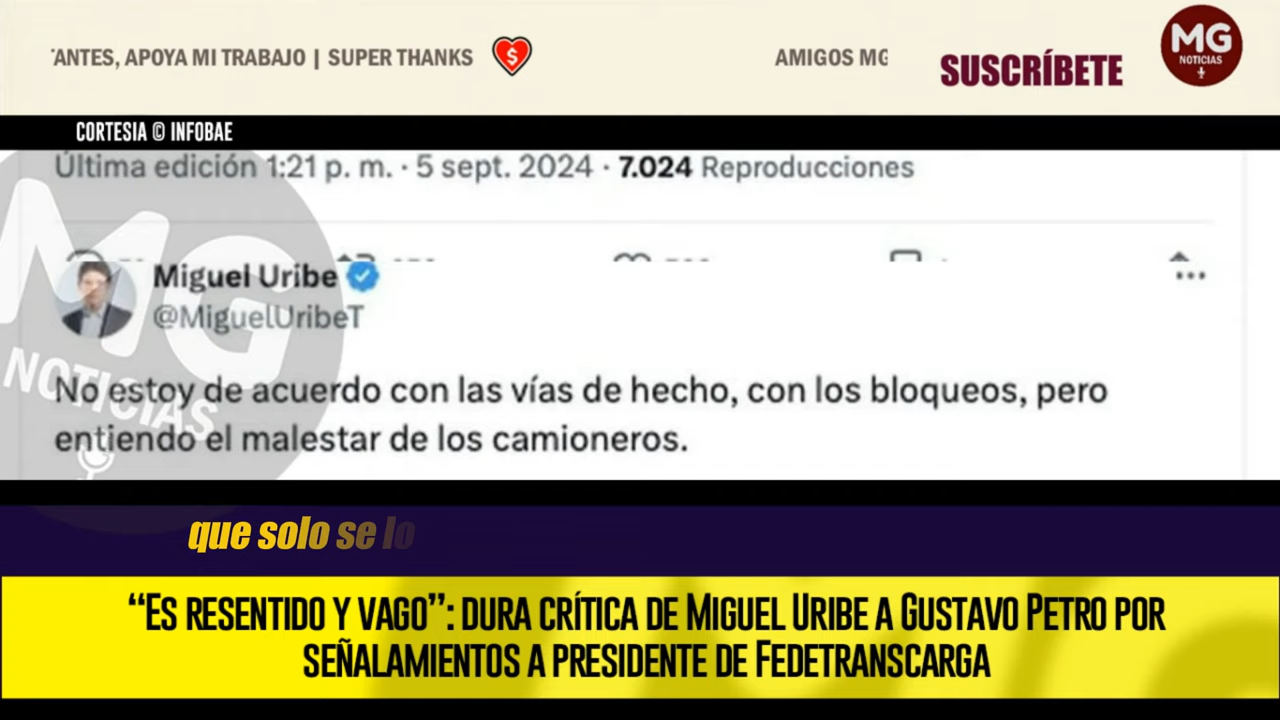 'ANTES, APOYA MI TRABAJO | SUPER THANKS
AMIGOS MG
SUSCRÍBETE
MG
NOTICIAS
CORTESIA © INFOBAE
Última edición 1:21 p. m. · 5 sept. 2024 · 7.024 Reproducciones
Miguel Uribe
@MiguelUribeT
No estoy de acuerdo con las vías de hecho, con los bloqueos, pero
entiendo el malestar de los camioneros.
MG
NOTICIAS
que solo se lo
“ES RESENTIDO Y VAGO”: DURA CRÍTICA DE MIGUEL URIBE A GUSTAVO PETRO POR
SEÑALAMIENTOS A PRESIDENTE DE FEDETRANSCARGA